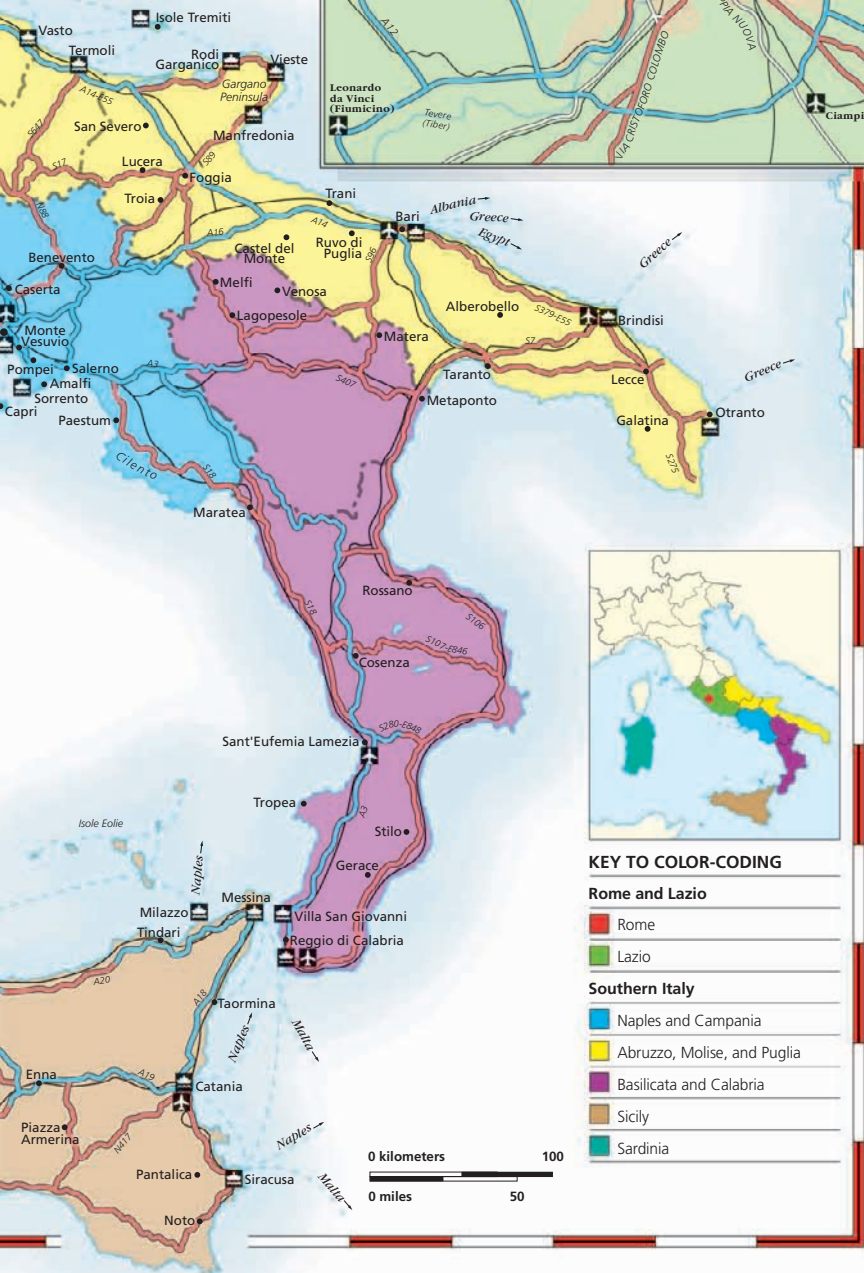 Isole Tremiti
Vasto
Termoli
Rodi
Garganico
Vieste
Gargano
Peninsula
A14-E55
S647
San Severo
Manfredonia
Lucera
S17
S89
Foggia
Troia
N88
Trani
A14
A16
Bari
Albania
Greece
Egypt
Greece
Castel del
Monte
Ruvo di
Puglia
S96
Benevento
Caserta
Melfi
Venosa
Lagopesole
Alberobello
S379-E55
Brindisi
Monte
Vesuvio
Matera
S7
Pompei
Salerno
A3
Amalfi
Sorrento
Capri
Paestum
S407
Taranto
Metaponto
Lecce
Greece
Galatina
Otranto
S275
Cilento
S18
Maratea
Rossano
S18
S106
S107-E846
Cosenza
S280-E848
Sant'Eufemia Lamezia
Tropea
A3
Stilo
Isole Eolie
Naples
Gerace
Messina
Milazzo
Villa San Giovanni
Tindari
Reggio di Calabria
A20
A18
Taormina
Naples
Malta
Enna
A19
Catania
Piazza
Armerina
N417
Naples
Pantalica
Siracusa
Malta
Noto
0 kilometers 100
0 miles 50
A12
PIA NUOVA
VIA CRISTOFORO COLOMBO
Leonardo
da Vinci
(Fiumicino)
Tevere
(Tiber)
Ciampi
KEY TO COLOR-CODING
Rome and Lazio
Rome
Lazio
Southern Italy
Naples and Campania
Abruzzo, Molise, and Puglia
Basilicata and Calabria
Sicily
Sardinia